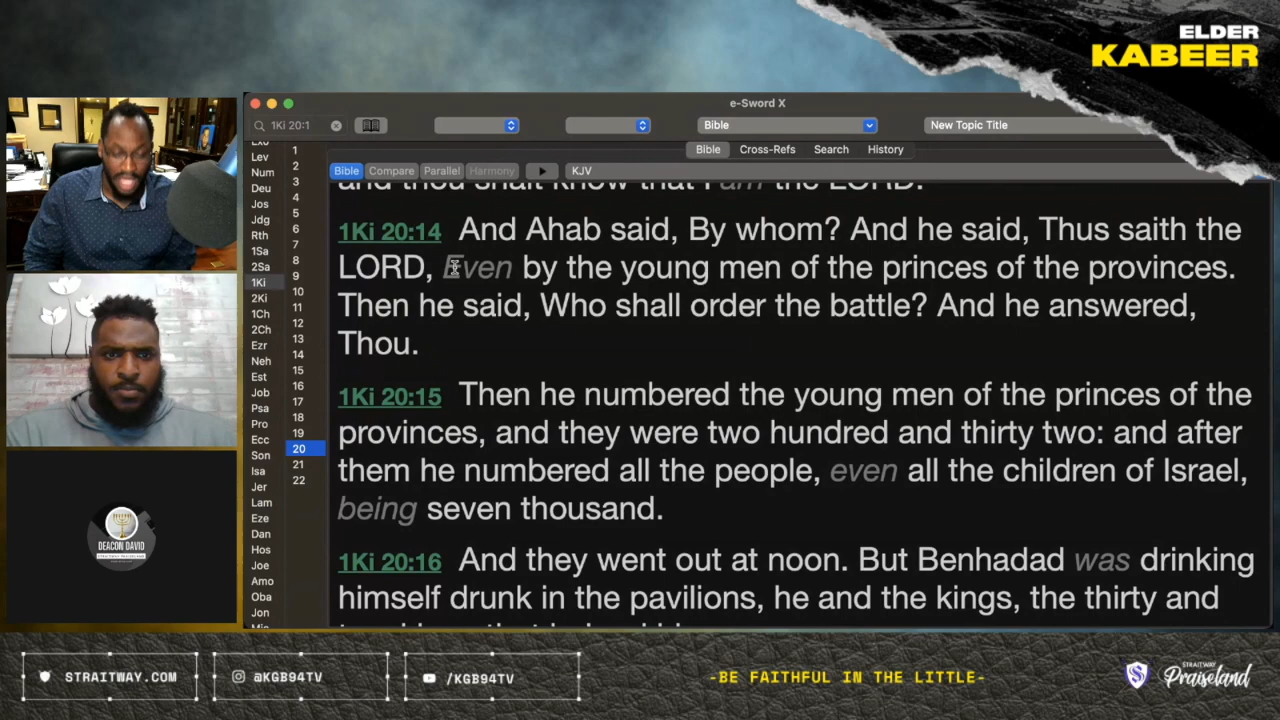 ELDER
KABEER
e-Sword X
1Ki 20:1
Bible
New Topic Title
Bible Cross-Refs Search History
Bible Compare Parallel Harmony KJV
Lev
Num
Deu
Jos
Jdg
Rth
1Sa
2Sa
1Ki
2Ki
1Ch
2Ch
Ezr
Neh
Est
Job
Psa
Pro
Ecc
Son
Isa
Jer
Lam
Eze
Dan
Hos
Joe
Amo
Oba
Jon
1
2
3
4
5
6
7
8
9
10
11
12
13
14
15
16
17
18
19
20
21
22
and thou shalt know that I am the LORD.
1Ki 20:14 And Ahab said, By whom? And he said, Thus saith the
LORD, Even by the young men of the princes of the provinces.
Then he said, Who shall order the battle? And he answered,
Thou.
1Ki 20:15 Then he numbered the young men of the princes of the
provinces, and they were two hundred and thirty two: and after
them he numbered all the people, even all the children of Israel,
being seven thousand.
1Ki 20:16 And they went out at noon. But Benhadad was drinking
himself drunk in the pavilions, he and the kings, the thirty and
DEACON DAVID
STRAITWAY.COM
@KGB94TV
/KGB94TV
-BE FAITHFUL IN THE LITTLE-
STRAITWAY
Praiseland